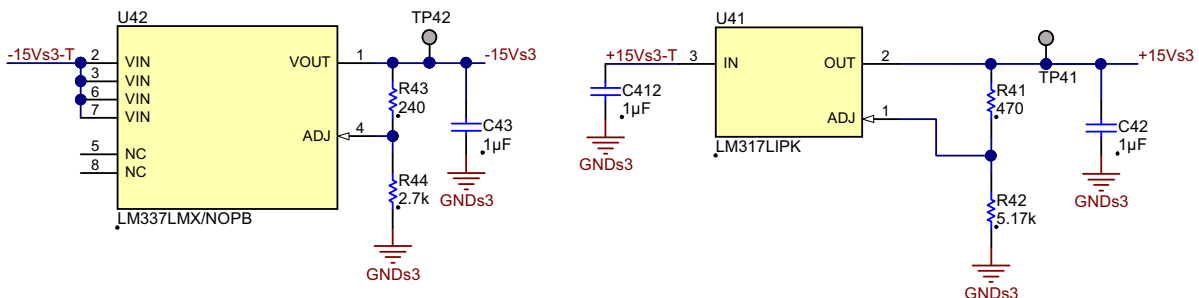 U42
TP42
-15Vs3-T
2
VIN
3
VIN
6
VIN
7
VIN
5
NC
8
NC
VOUT
1
-15Vs3
R43
240
ADJ
4
C43
1µF
GNDs3
R44
2.7k
GNDs3
LM337LMX/NOPB
U41
+15Vs3-T
3
IN
OUT
2
+15Vs3
TP41
C412
1µF
GNDs3
R41
470
ADJ
1
C42
1µF
GNDs3
LM317LIPK
R42
5.17k
GNDs3